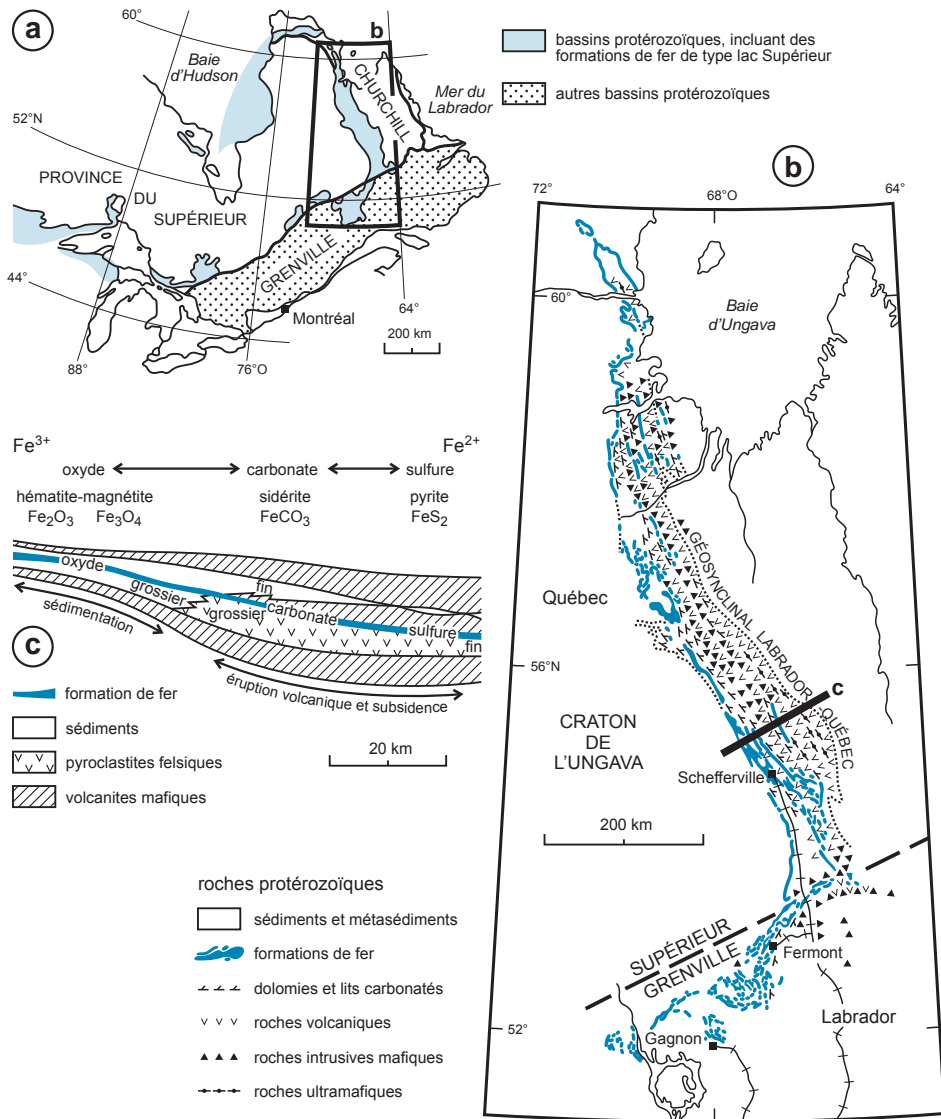 a
60°
b
Baie
d'Hudson
CHURCHILL
Mer du
Labrador
52°N
PROVINCE
DU
SUPÉRIEUR
GRENVILLE
44°
Montréal
64°
88°
76°O
200 km
bassins protérozoïques, incluant des
formations de fer de type lac Supérieur
autres bassins protérozoïques
b
72°
68°O
64°
60°
Baie
d'Ungava
Québec
GÉOSYNCLINAL LABRADOR - QUÉBEC
56°N
c
CRATON
DE
L'UNGAVA
Schefferville
200 km
SUPÉRIEUR
GRENVILLE
Fermont
52°
Gagnon
Labrador
Fe3+
Fe2+
oxyde
carbonate
sulfure
hématite-magnétite
sidérite
pyrite
Fe2O3
Fe3O4
FeCO3
FeS2
oxyde
fin
grossier
grossier
carbonate
sulfure
fin
sédimentation
éruption volcanique et subsidence
c
formation de fer
sédiments
20 km
pyroclastites felsiques
volcanites mafiques
roches protérozoïques
sédiments et métasédiments
formations de fer
dolomies et lits carbonatés
roches volcaniques
roches intrusives mafiques
roches ultramafiques